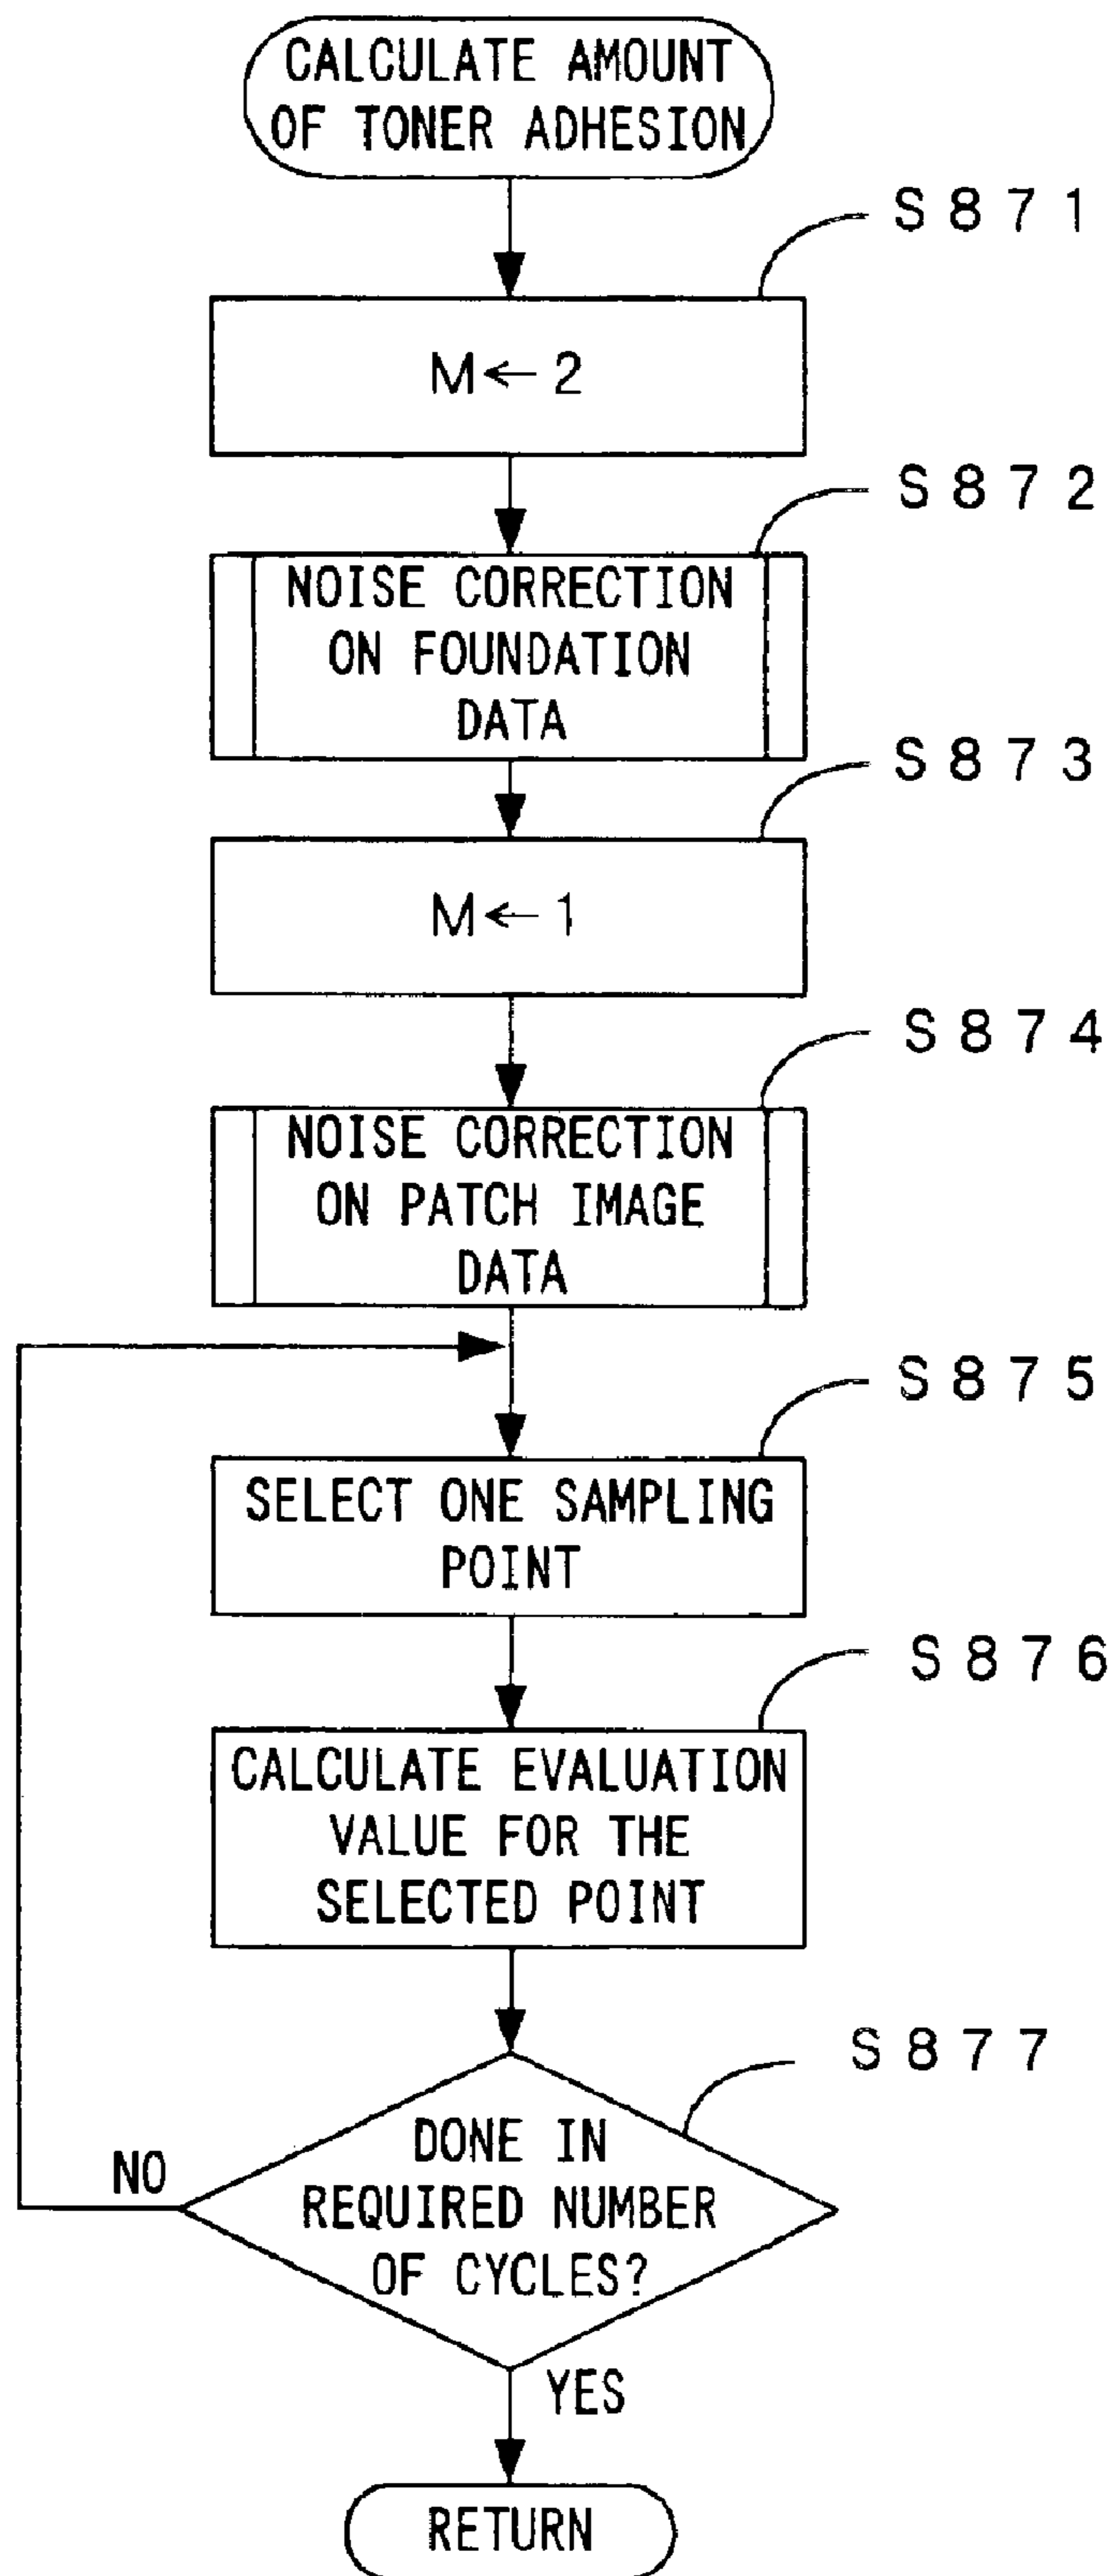 CALCULATE AMOUNT
OF TONER ADHESION
S871
M←2
S872
NOISE CORRECTION
ON FOUNDATION
DATA
S873
M←1
S874
NOISE CORRECTION
ON PATCH IMAGE
DATA
S875
SELECT ONE SAMPLING
POINT
S876
CALCULATE EVALUATION
VALUE FOR THE
SELECTED POINT
S877
DONE IN
REQUIRED NUMBER
OF CYCLES?
NO
YES
RETURN